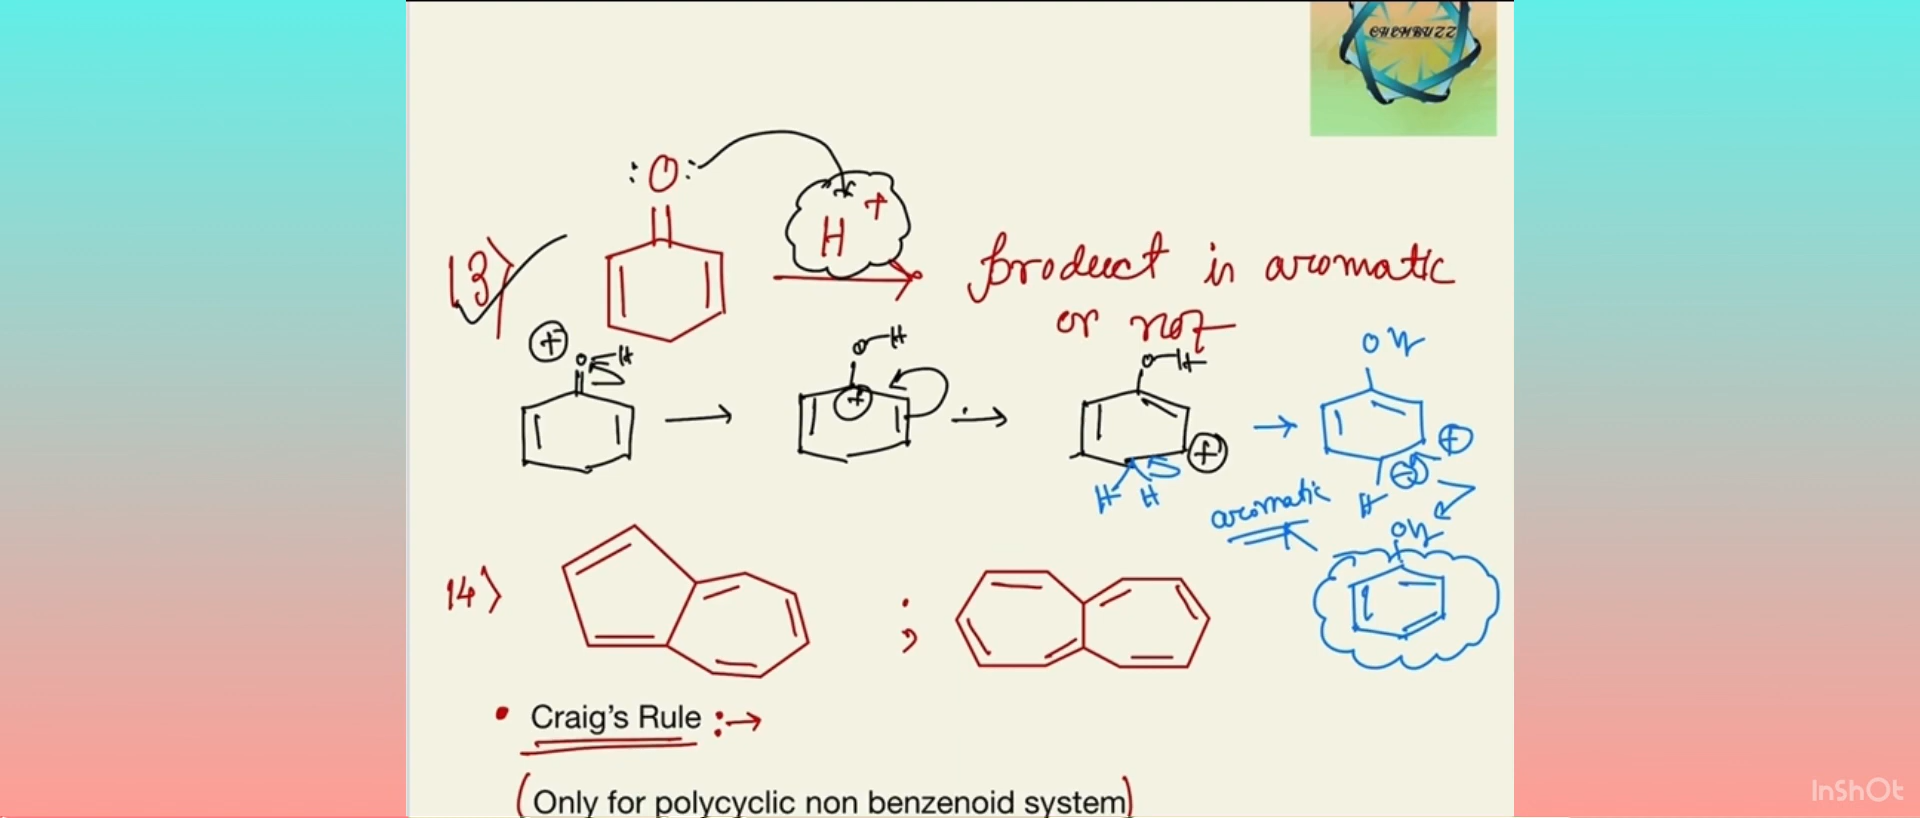 CHEMBUZZ
:O:
H+
13) product is aromatic
or not
+ O-H
O-H
+
O-H
+
H H
OH
+
H -
aromatic
OH
14) ;
• Craig's Rule :→
(Only for polycyclic non benzenoid system)
InShOt